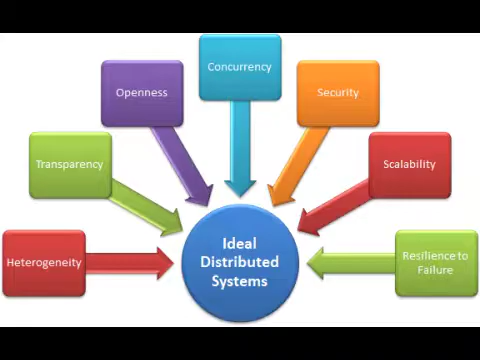 Concurrency
Openness
Security
Transparency
Scalability
Heterogeneity
Ideal
Distributed
Systems
Resilience to
Failure